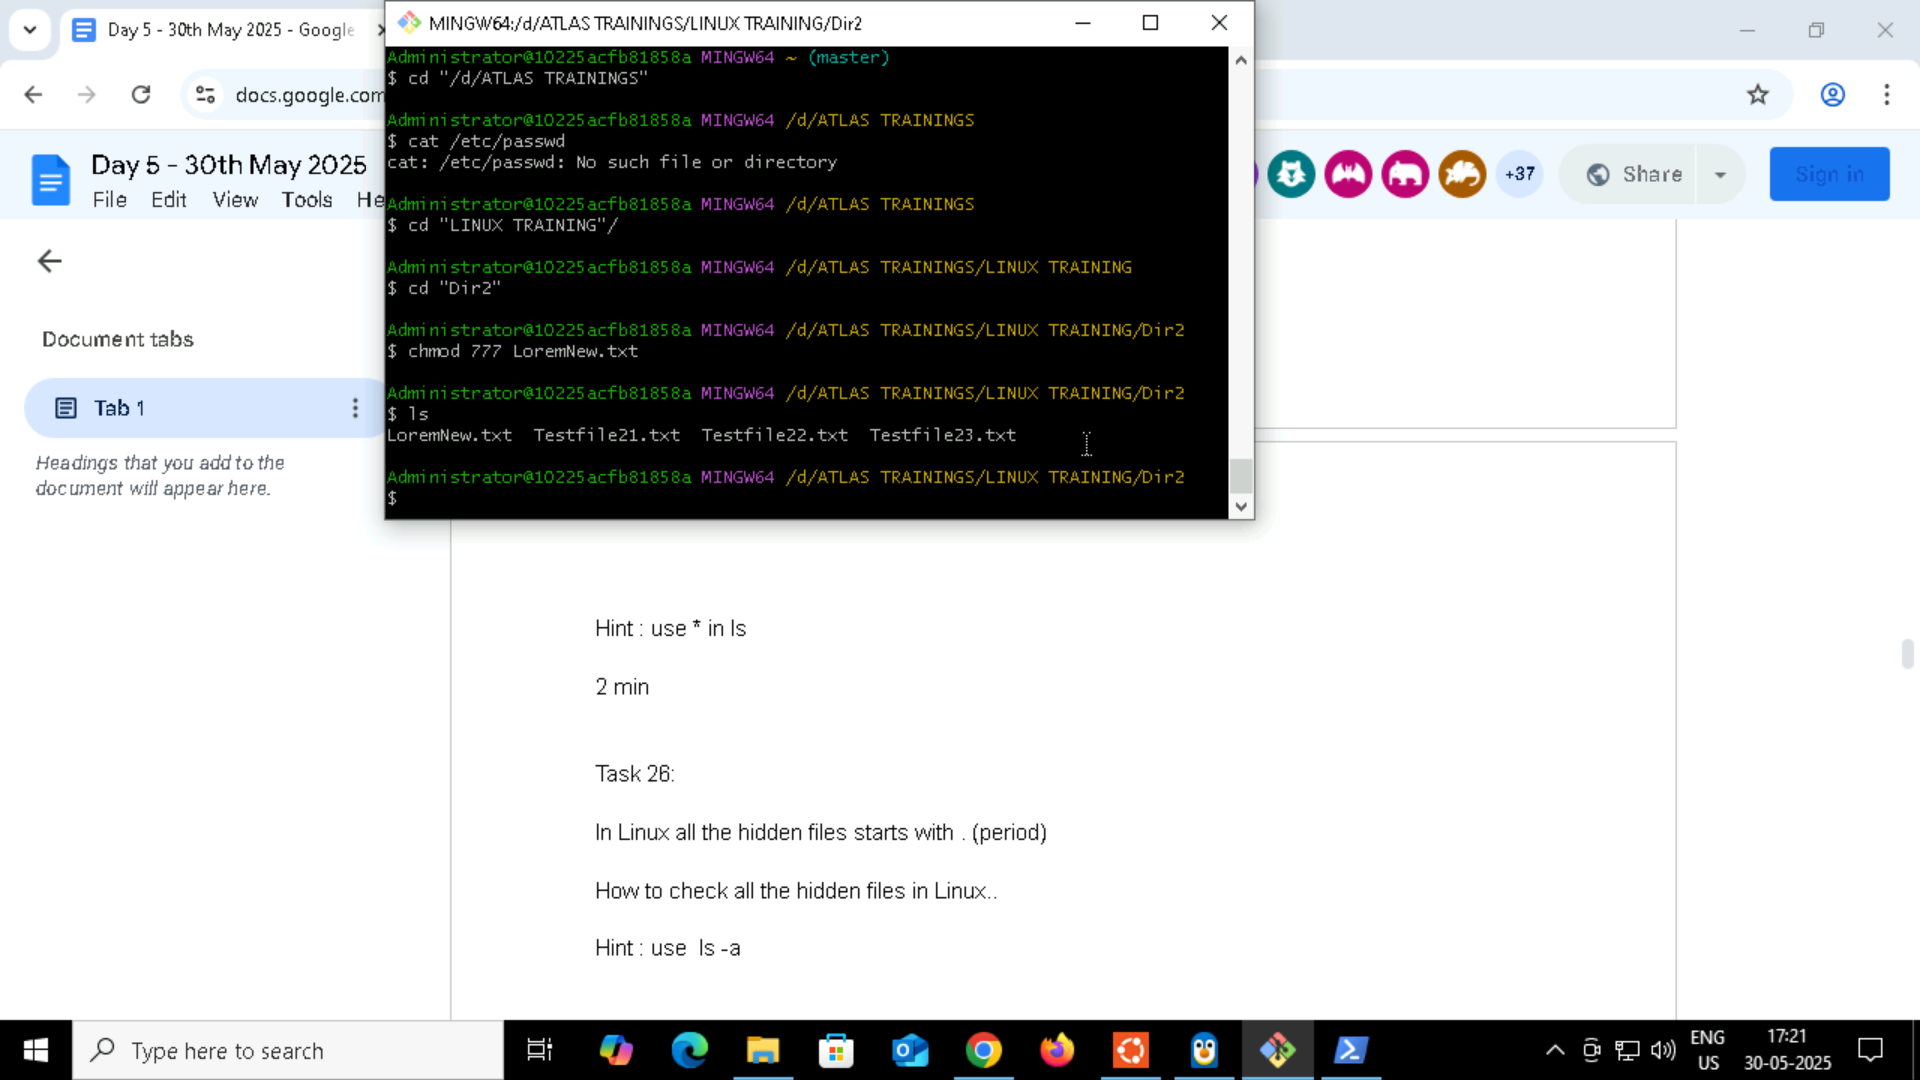 Day 5 - 30th May 2025 - Google
docs.google.com
MINGW64:/d/ATLAS TRAININGS/LINUX TRAINING/Dir2
Administrator@10225acfb81858a MINGW64 ~ (master)
$ cd "/d/ATLAS TRAININGS"
Administrator@10225acfb81858a MINGW64 /d/ATLAS TRAININGS
$ cat /etc/passwd
cat: /etc/passwd: No such file or directory
Administrator@10225acfb81858a MINGW64 /d/ATLAS TRAININGS
$ cd "LINUX TRAINING"/
Administrator@10225acfb81858a MINGW64 /d/ATLAS TRAININGS/LINUX TRAINING
$ cd "Dir2"
Administrator@10225acfb81858a MINGW64 /d/ATLAS TRAININGS/LINUX TRAINING/Dir2
$ chmod 777 LoremNew.txt
Administrator@10225acfb81858a MINGW64 /d/ATLAS TRAININGS/LINUX TRAINING/Dir2
$ ls
LoremNew.txt Testfile21.txt Testfile22.txt Testfile23.txt
Administrator@10225acfb81858a MINGW64 /d/ATLAS TRAININGS/LINUX TRAINING/Dir2
$
Day 5 - 30th May 2025
File Edit View Tools He
+37
Share
Sign in
Document tabs
Tab 1
Headings that you add to the
document will appear here.
Hint : use * in ls
2 min
Task 26:
In Linux all the hidden files starts with . (period)
How to check all the hidden files in Linux..
Hint : use ls -a
Type here to search
ENG
US
17:21
30-05-2025